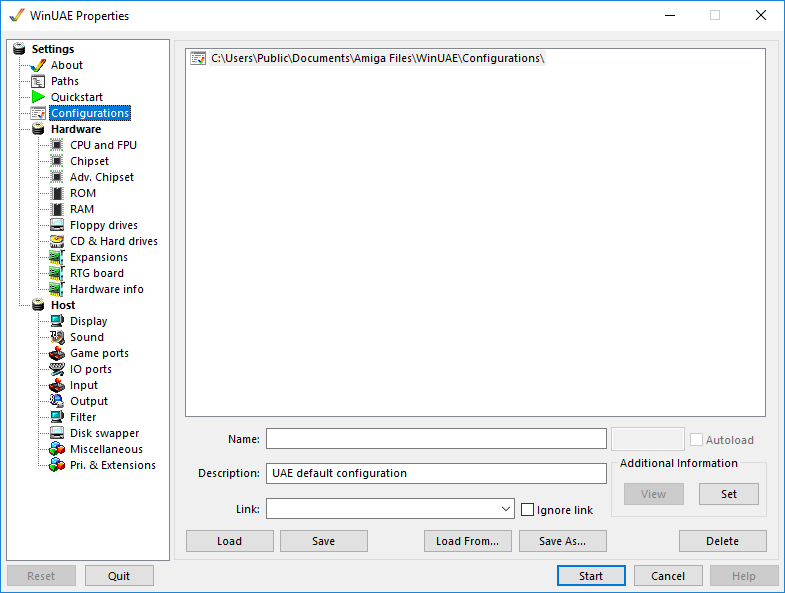 WinUAE Properties
Settings
About
Paths
Quickstart
Configurations
Hardware
CPU and FPU
Chipset
Adv. Chipset
ROM
RAM
Floppy drives
CD & Hard drives
Expansions
RTG board
Hardware info
Host
Display
Sound
Game ports
IO ports
Input
Output
Filter
Disk swapper
Miscellaneous
Pri. & Extensions
C:\Users\Public\Documents\Amiga Files\WinUAE\Configurations\
Name:
Autoload
Description: UAE default configuration
Additional Information
View Set
Link: Ignore link
Load Save Load From... Save As... Delete
Reset Quit Start Cancel Help